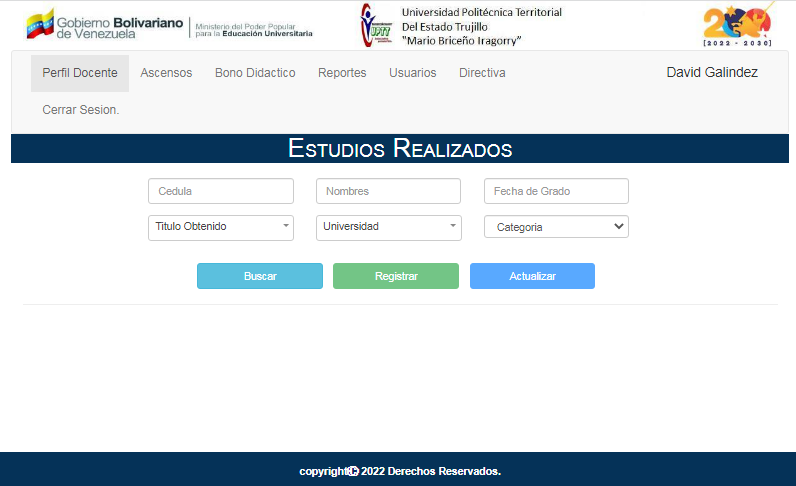 Gobierno Bolivariano
de Venezuela
Ministerio del Poder Popular
para la Educación Universitaria
UPTT
Universidad Politécnica Territorial
Del Estado Trujillo
"Mario Briceño Iragorry"
200
[2022 - 2030]
Perfil Docente Ascensos Bono Didactico Reportes Usuarios Directiva David Galindez
Cerrar Sesion.
Estudios Realizados
Cedula Nombres Fecha de Grado
Titulo Obtenido Universidad Categoria
Buscar Registrar Actualizar
copyright© 2022 Derechos Reservados.